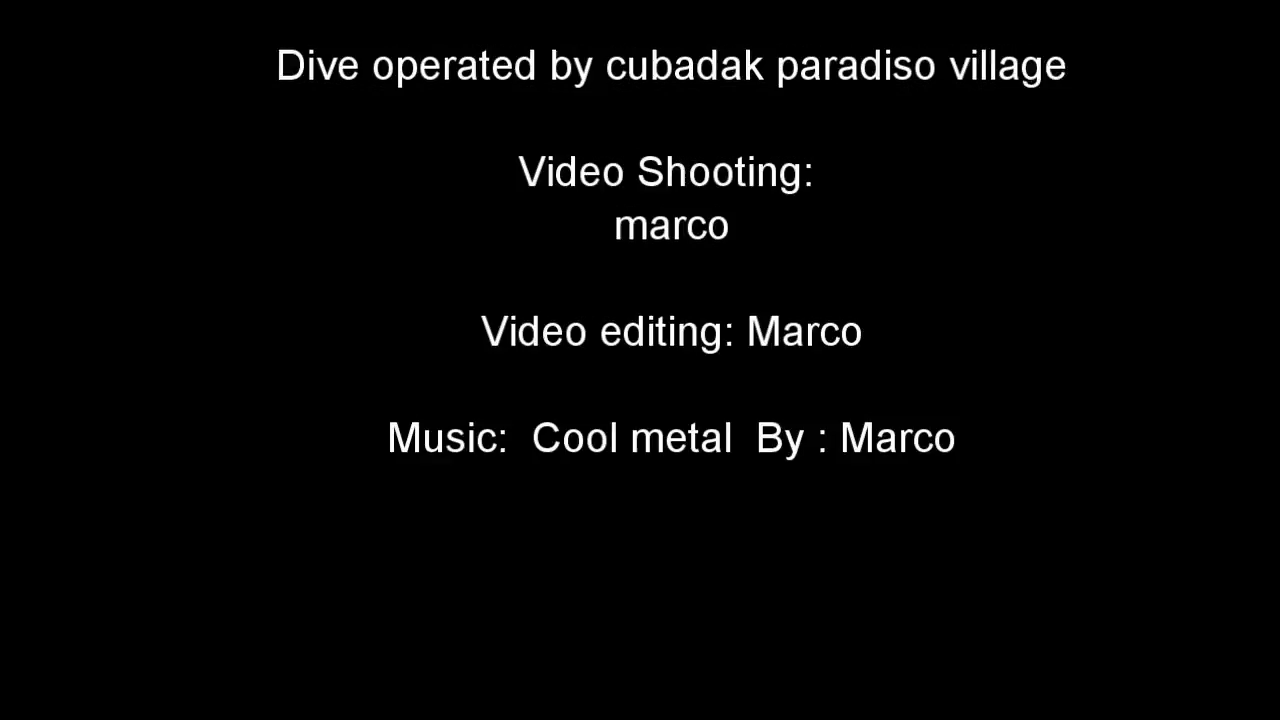 Dive operated by cubadak paradiso village
Video Shooting:
marco
Video editing: Marco
Music:  Cool metal  By : Marco